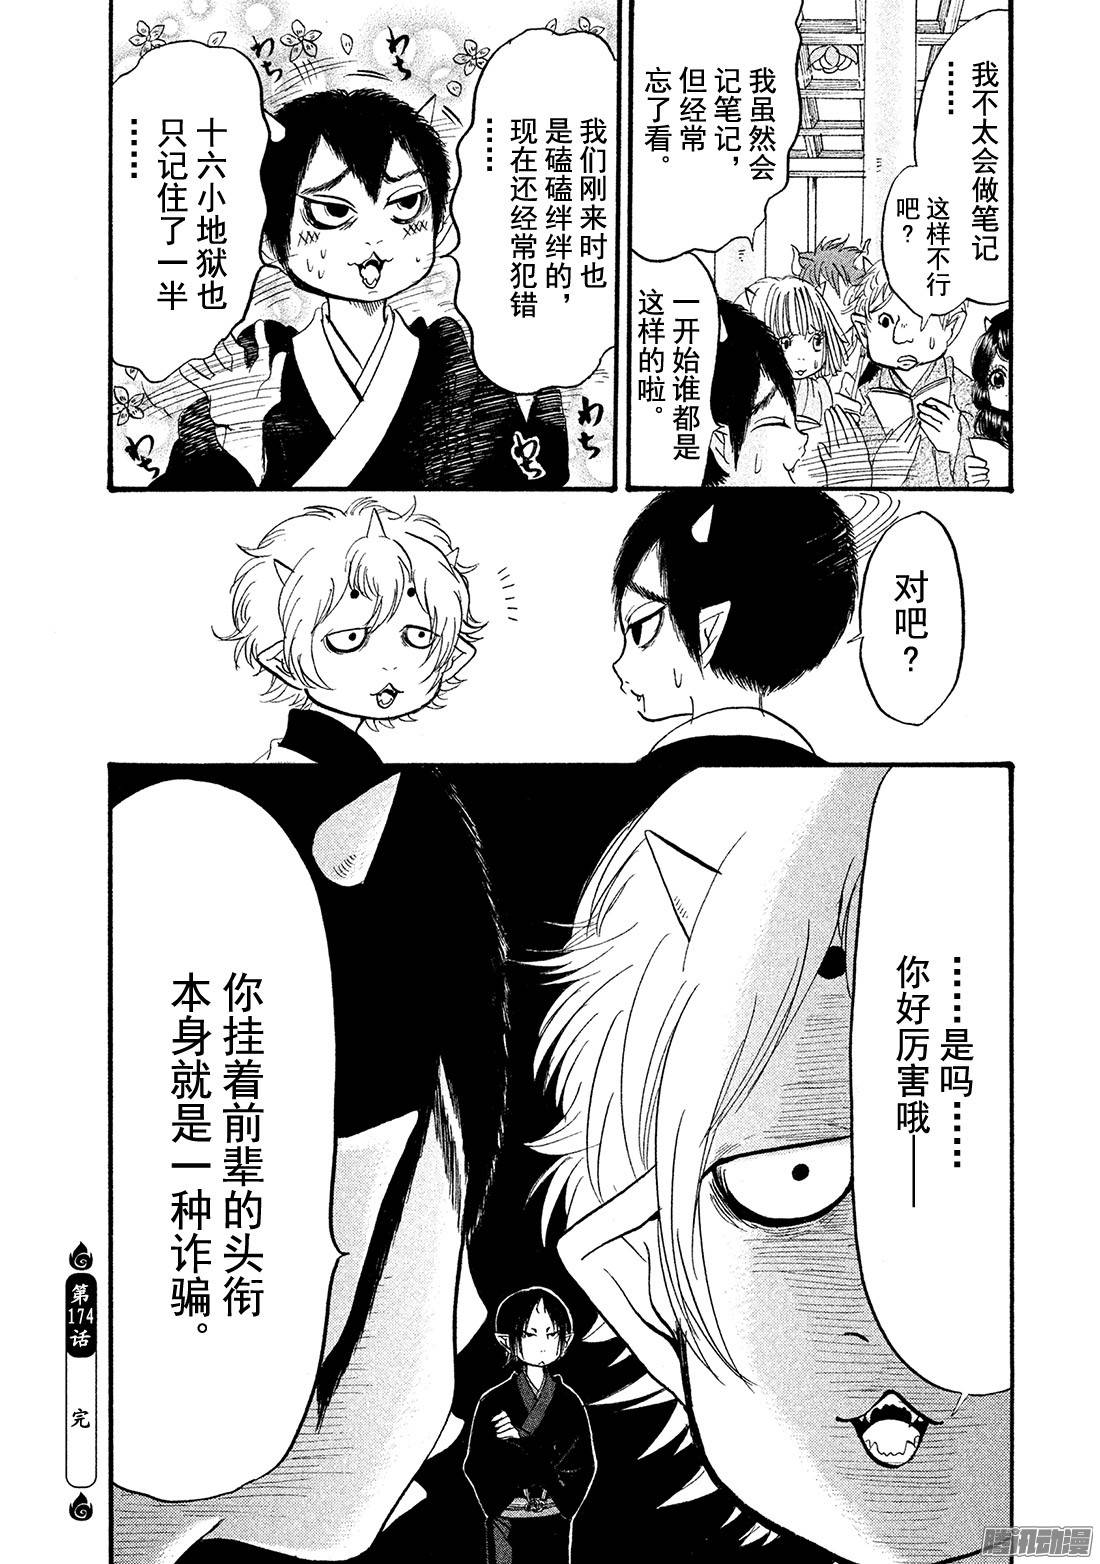 我不太会做笔记
……
这样不行
吧？
我虽然会
记笔记，
但经常
忘了看。
一开始谁都是
这样的啦。
我们刚来时也
是磕磕绊绊的，
现在还经常犯错
……
十六小地狱也
只记住了一半
……
わちゃ
わちゃ
わちゃ
わちゃ
对吧？
……是吗……
你好厉害哦——
你挂着前辈的头衔
本身就是一种诈骗。
第174话
完
腾讯动漫